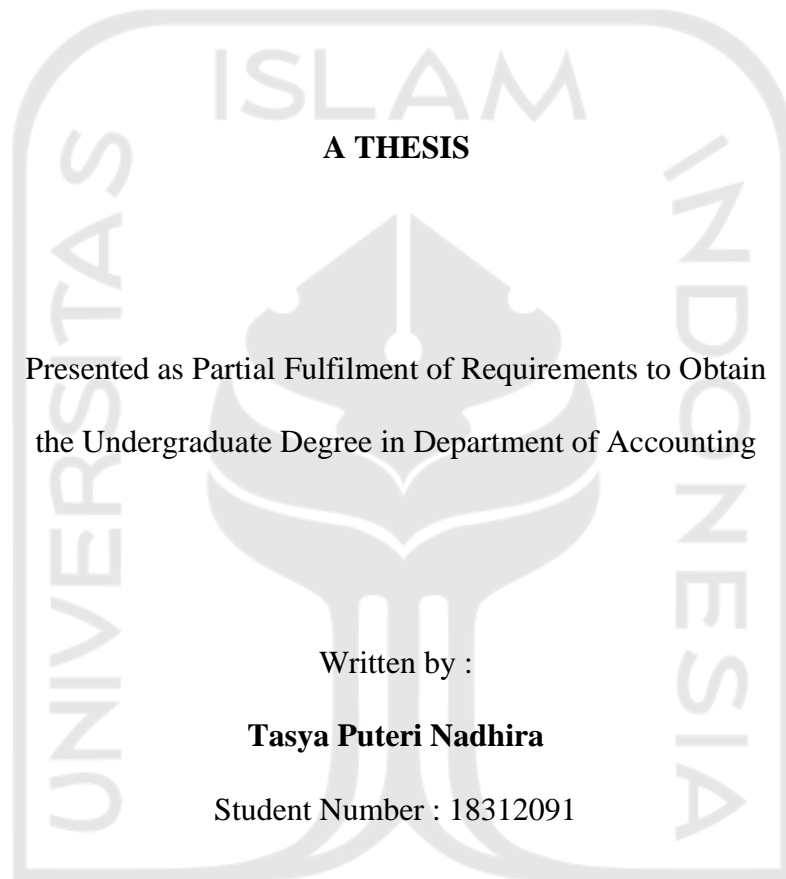 ISLAM
UNIVERSITAS
INDONESIA
A THESIS
Presented as Partial Fulfilment of Requirements to Obtain
the Undergraduate Degree in Department of Accounting
Written by :
Tasya Puteri Nadhira
Student Number : 18312091